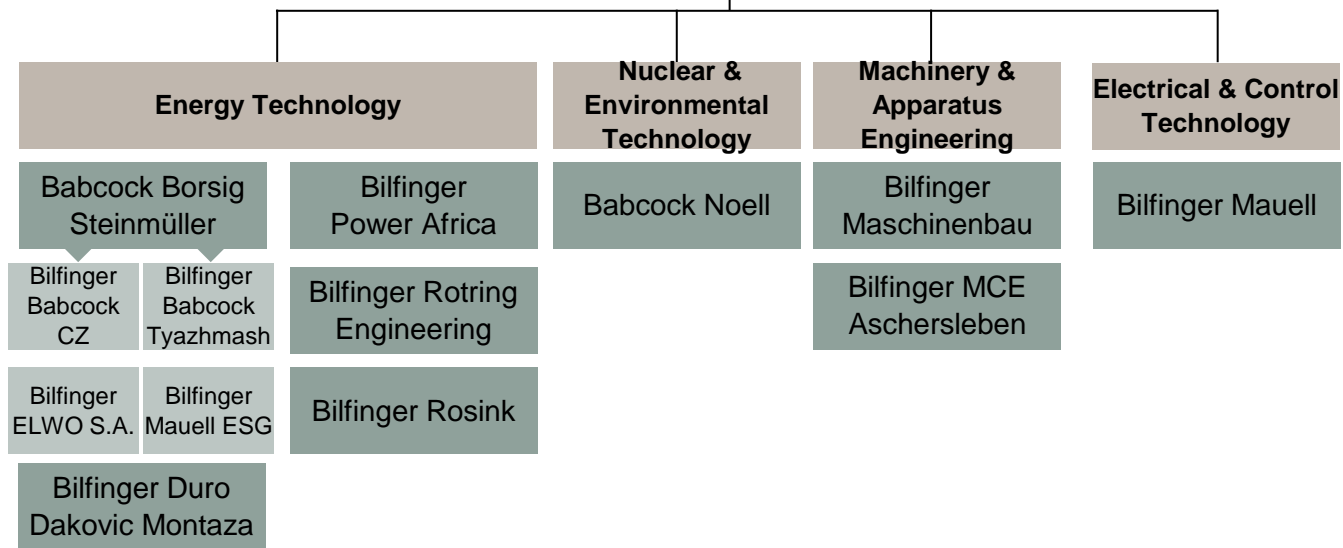 Energy Technology
Nuclear &
Environmental
Technology
Machinery &
Apparatus
Engineering
Electrical & Control
Technology
Babcock Borsig
Steinmüller
Bilfinger
Power Africa
Babcock Noell
Bilfinger
Maschinenbau
Bilfinger Mauell
Bilfinger
Babcock
CZ
Bilfinger
Babcock
Tyazhmash
Bilfinger Rotring
Engineering
Bilfinger MCE
Aschersleben
Bilfinger
ELWO S.A.
Bilfinger
Mauell ESG
Bilfinger Rosink
Bilfinger Duro
Dakovic Montaza